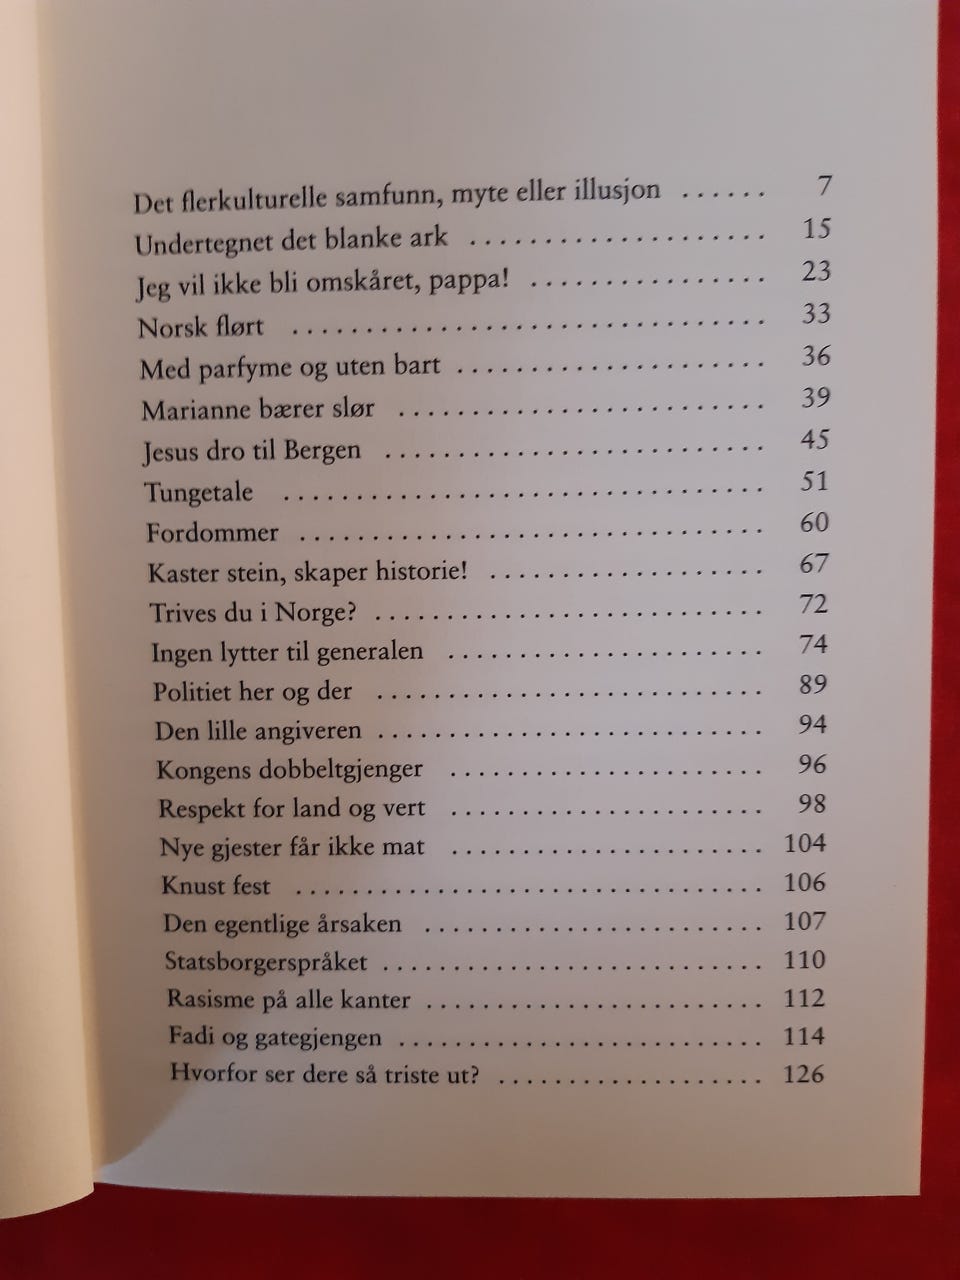 Det flerkulturelle samfunn, myte eller illusjon ...... 7
Undertegnet det blanke ark .................... 15
Jeg vil ikke bli omskåret, pappa! ................ 23
Norsk flørt ................................ 33
Med parfyme og uten bart ..................... 36
Marianne bærer slør ......................... 39
Jesus dro til Bergen .......................... 45
Tungetale ................................. 51
Fordommer ................................ 60
Kaster stein, skaper historie! ................... 67
Trives du i Norge? ........................... 72
Ingen lytter til generalen ...................... 74
Politiet her og der ........................... 89
Den lille angiveren ........................... 94
Kongens dobbeltgjenger ...................... 96
Respekt for land og vert ...................... 98
Nye gjester får ikke mat ...................... 104
Knust fest ................................. 106
Den egentlige årsaken ........................ 107
Statsborgerspråket ........................... 110
Rasisme på alle kanter ........................ 112
Fadi og gategjengen .......................... 114
Hvorfor ser dere så triste ut? ................... 126